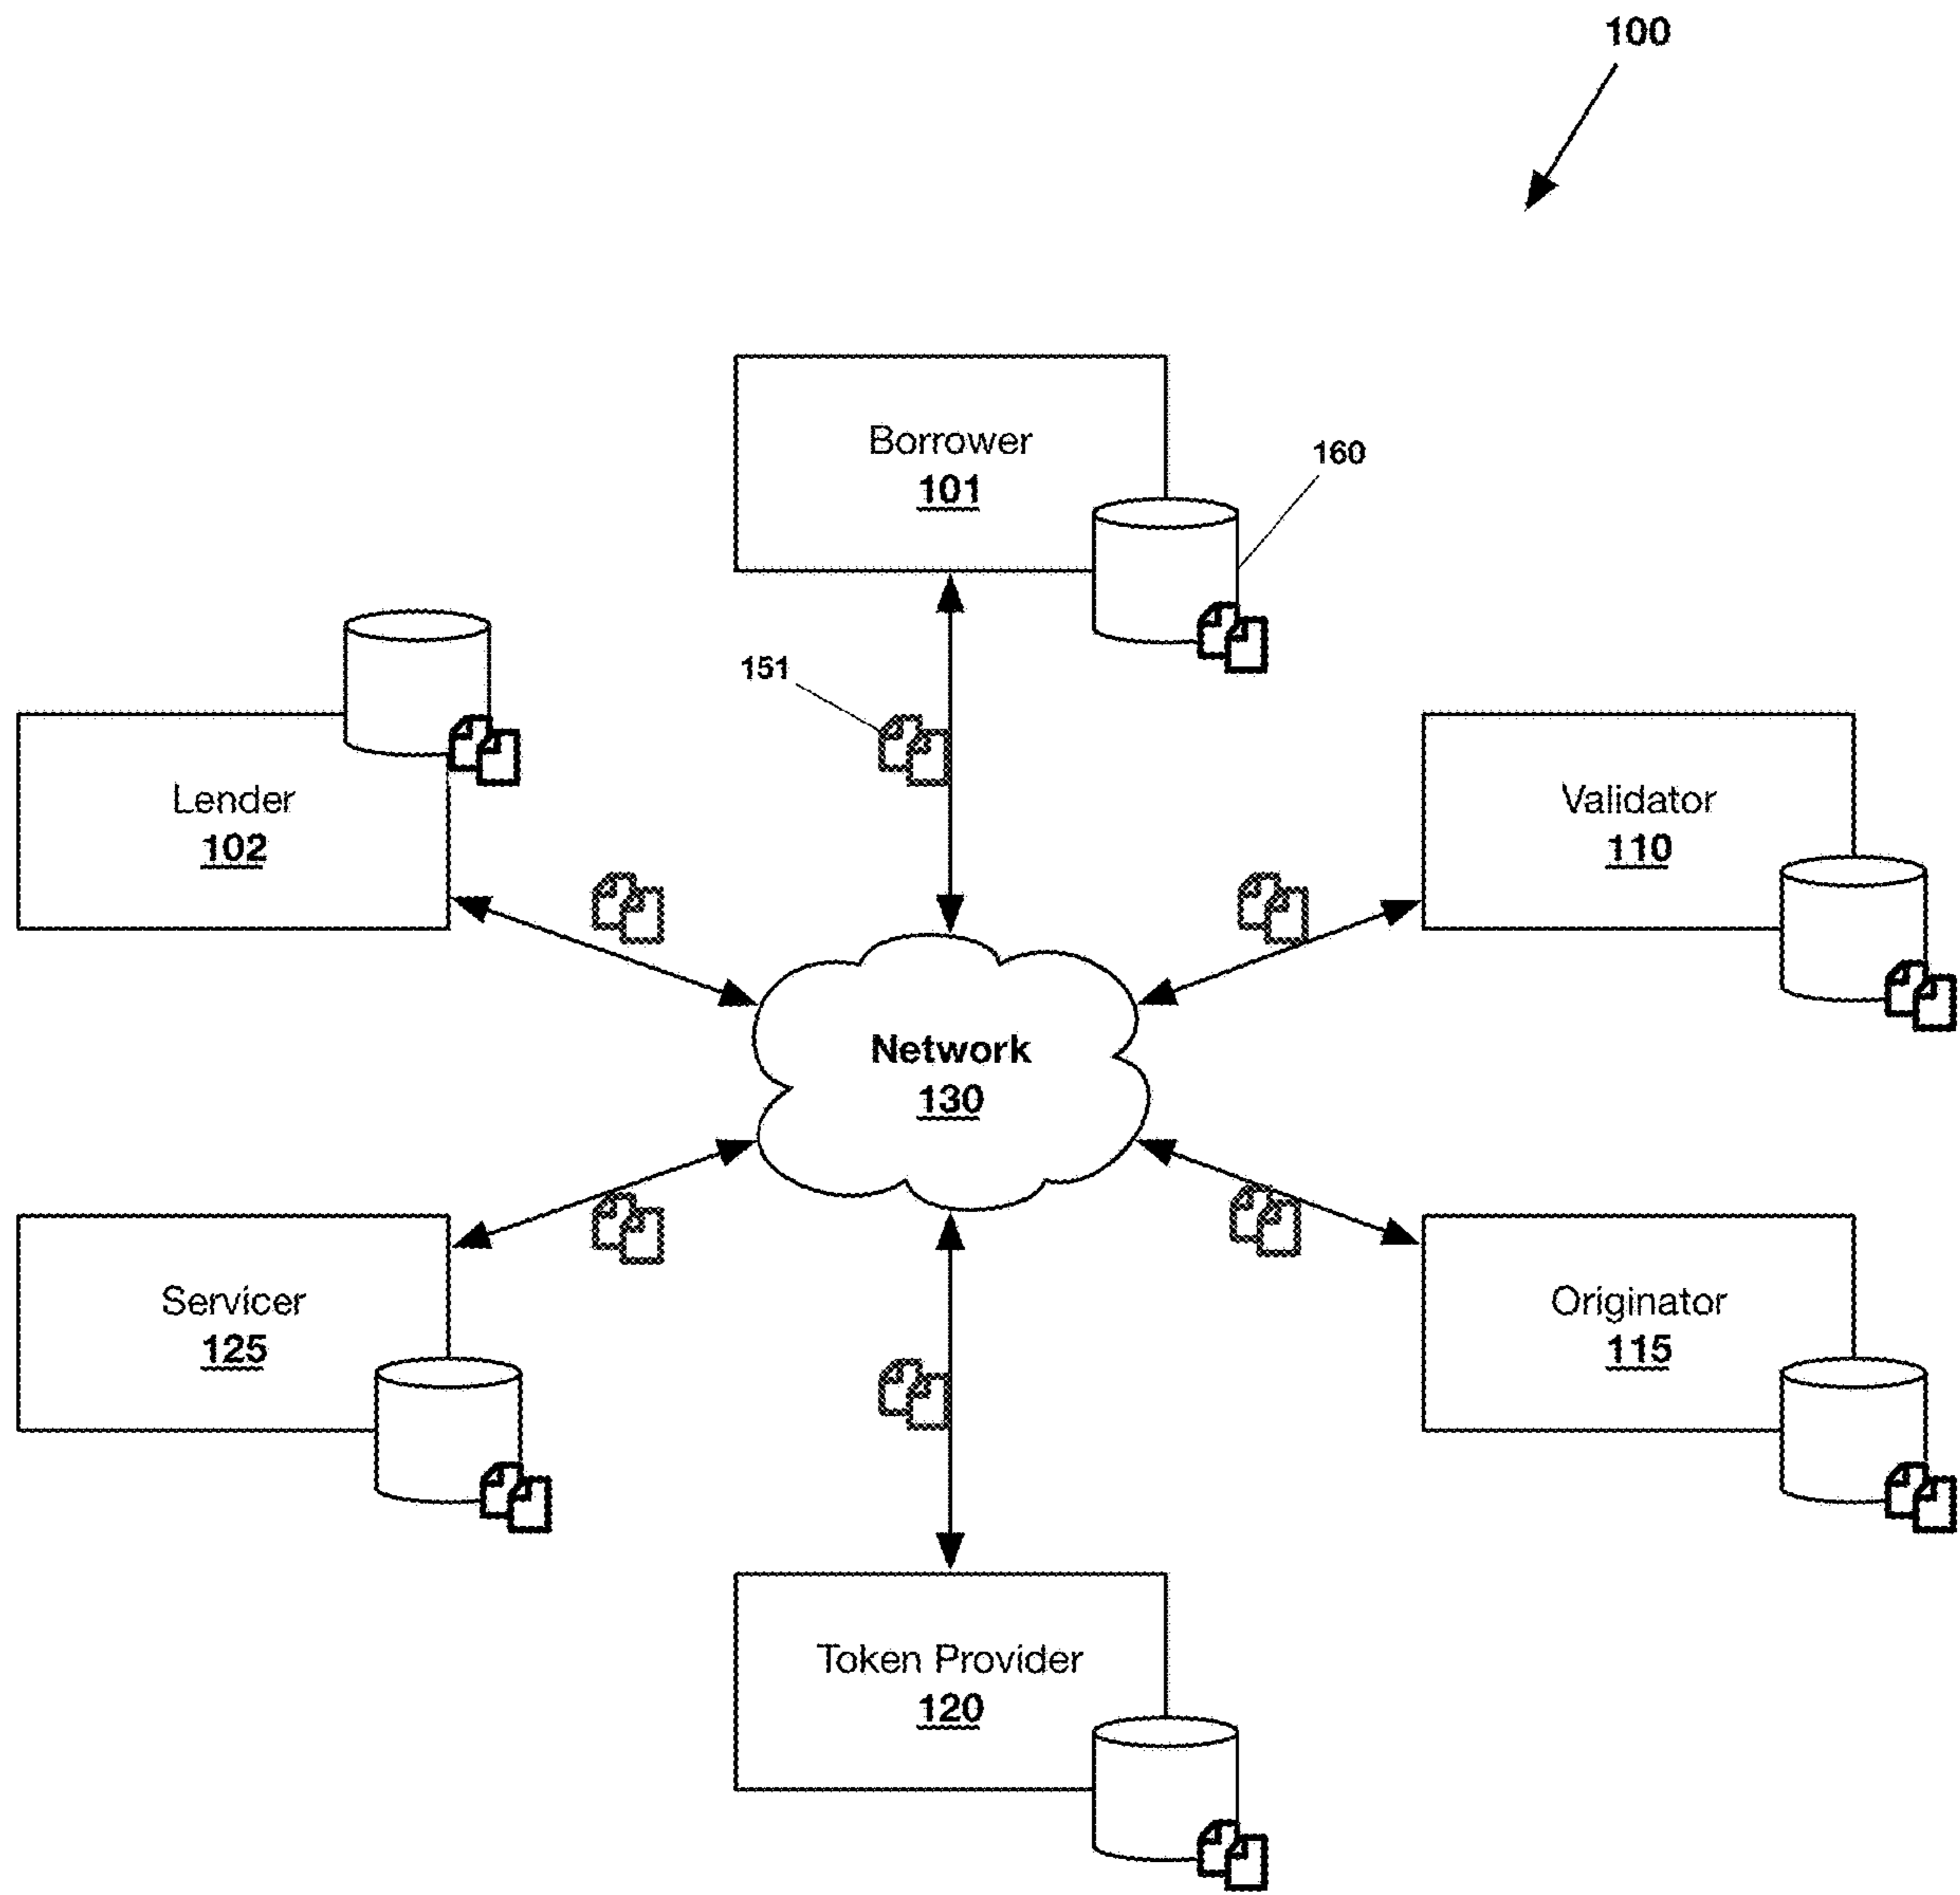 100
Borrower
101
160
151
Lender
102
Validator
110
Network
130
Servicer
125
Originator
115
Token Provider
120